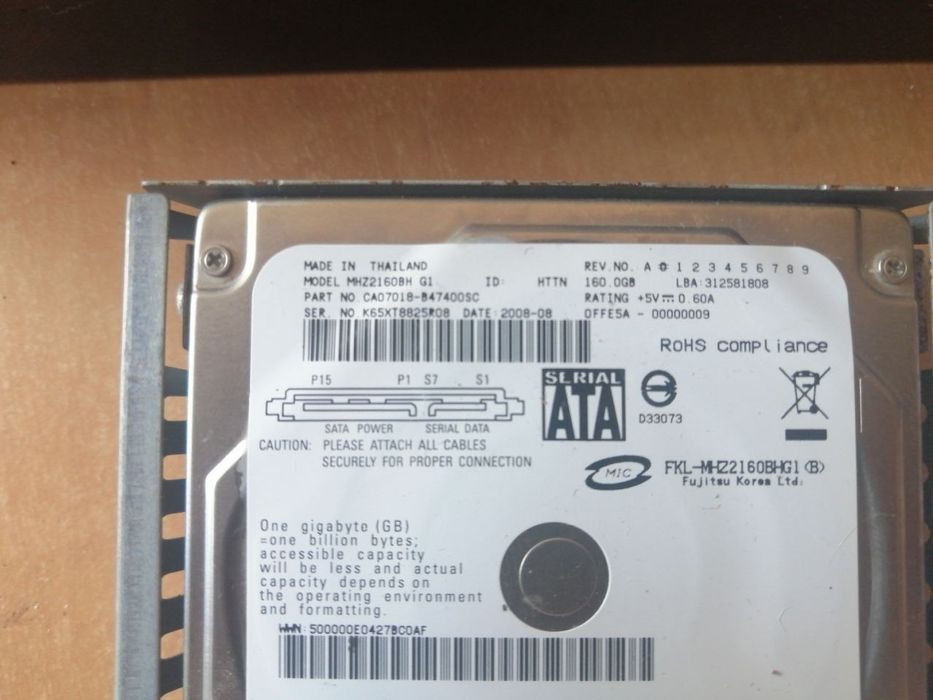 MADE IN THAILAND
MODEL MHZ2160BH G1 ID: HTTN
PART NO. CA07018-B47400SC
SER. NO. K65XT8825R08 DATE: 2008-08
REV.NO. A 0 1 2 3 4 5 6 7 8 9
160.0GB LBA:312581808
RATING +5V⎓0.60A
OFFE5A - 00000009
RoHS compliance
P15 P1 S7 S1
SATA POWER SERIAL DATA
CAUTION: PLEASE ATTACH ALL CABLES
SECURELY FOR PROPER CONNECTION
SERIAL
ATA
D33073
MIC
FKL-MHZ2160BHG1(B)
Fujitsu Korea Ltd.
One gigabyte (GB)
=one billion bytes;
accessible capacity
will be less and actual
capacity depends on
the operating environment
and formatting.
WWN: 500000E0427BC0AF